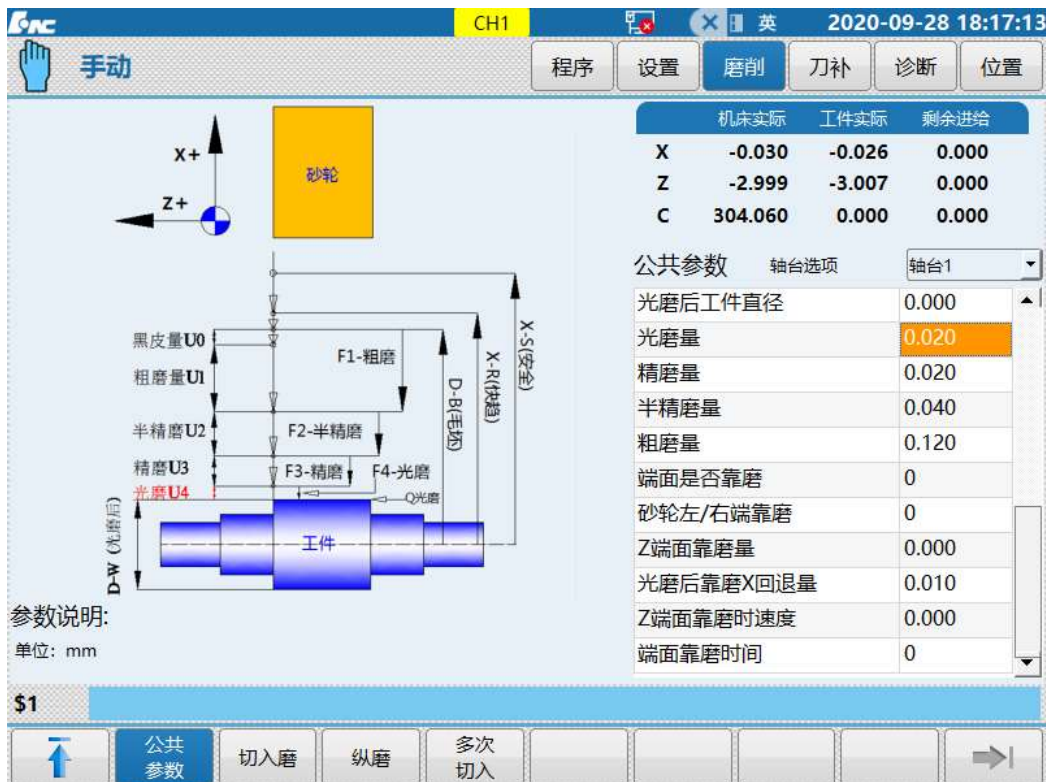 CH1
英
2020-09-28 18:17:13
手动
程序
设置
磨削
刀补
诊断
位置
X+
Z+
砂轮
黑皮量U0
粗磨量U1
半精磨U2
精磨U3
光磨U4
F1-粗磨
F2-半精磨
F3-精磨
F4-光磨
Q光磨
D-B(毛坯)
X-R(快趋)
X-S(安全)
D-W (光磨后)
工件
参数说明:
单位: mm
机床实际 工件实际 剩余进给
X -0.030 -0.026 0.000
Z -2.999 -3.007 0.000
C 304.060 0.000 0.000
公共参数 轴台选项 轴台1
光磨后工件直径 0.000
光磨量 0.020
精磨量 0.020
半精磨量 0.040
粗磨量 0.120
端面是否靠磨 0
砂轮左/右端靠磨 0
Z端面靠磨量 0.000
光磨后靠磨X回退量 0.010
Z端面靠磨时速度 0.000
端面靠磨时间 0
$1
公共
参数
切入磨
纵磨
多次
切入